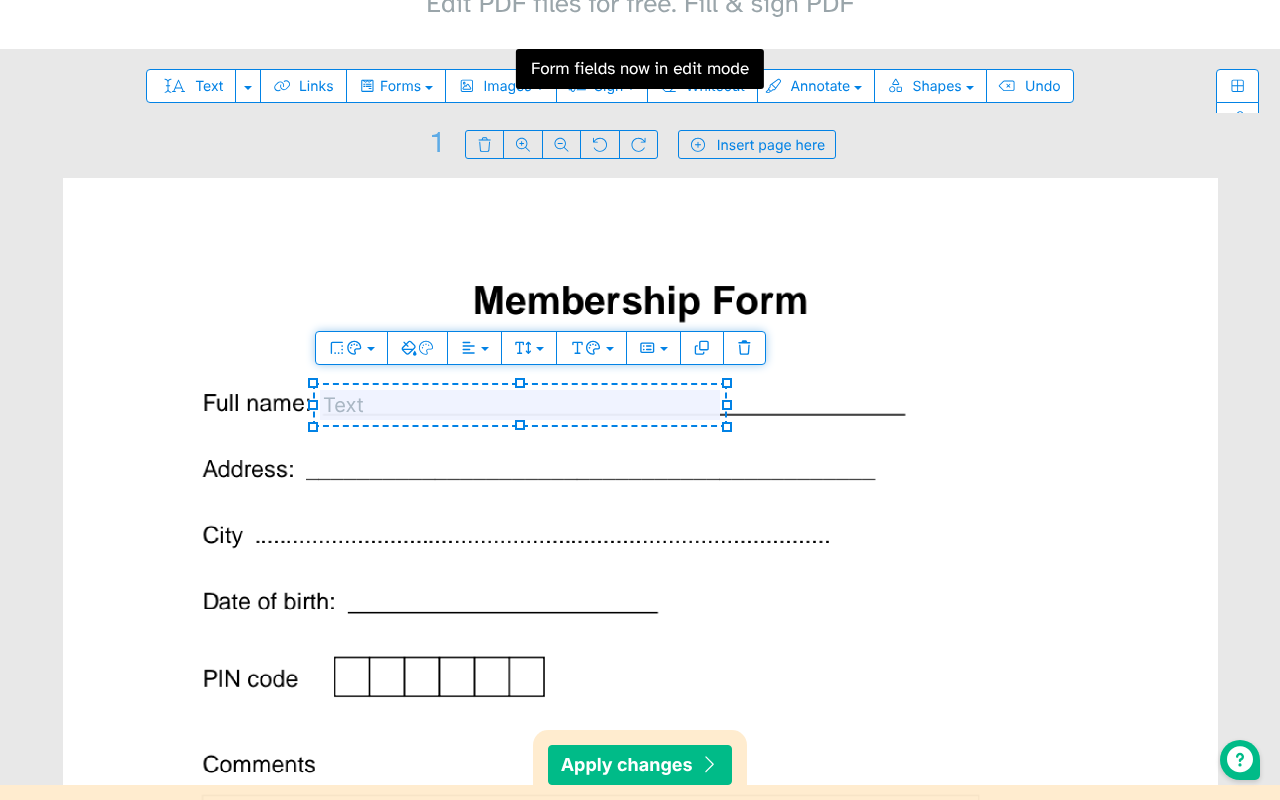 Edit PDF files for free. Fill & sign PDF
Form fields now in edit mode
Text
Links
Forms
Images
Sign
Whiteout
Annotate
Shapes
Undo
1
Insert page here
Membership Form
Full name:
Text
Address:
City
Date of birth:
PIN code
Comments
Apply changes
?